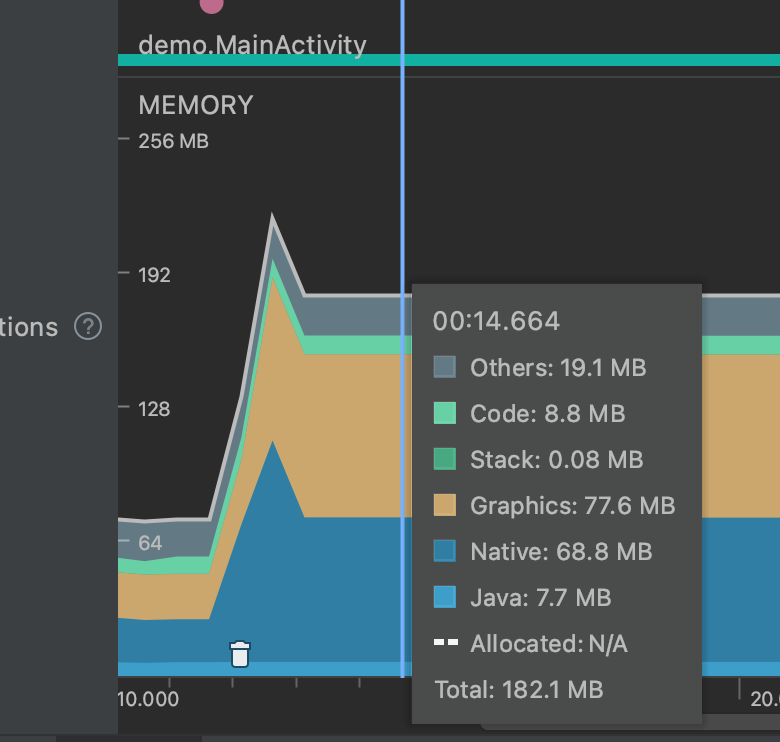 demo.MainActivity
MEMORY
256 MB
192
tions ?
128
64
00:14.664
Others: 19.1 MB
Code: 8.8 MB
Stack: 0.08 MB
Graphics: 77.6 MB
Native: 68.8 MB
Java: 7.7 MB
Allocated: N/A
Total: 182.1 MB
10.000
20.0